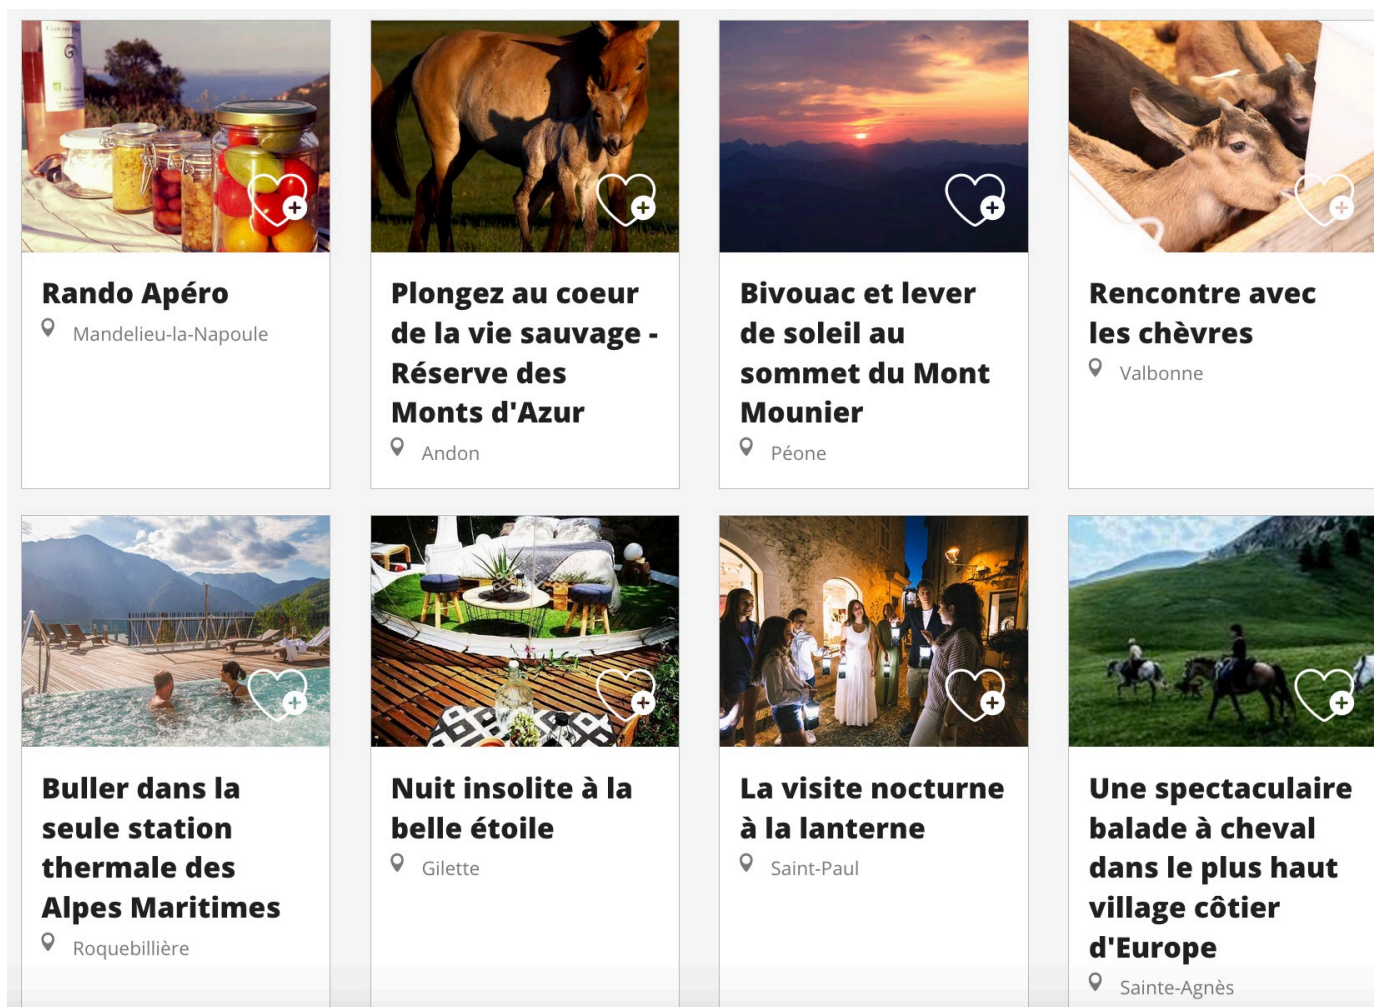 Rando Apéro
Mandelieu-la-Napoule
Plongez au coeur
de la vie sauvage -
Réserve des
Monts d'Azur
Andon
Bivouac et lever
de soleil au
sommet du Mont
Mounier
Péone
Rencontre avec
les chèvres
Valbonne
Buller dans la
seule station
thermale des
Alpes Maritimes
Roquebillière
Nuit insolite à la
belle étoile
Gilette
La visite nocturne
à la lanterne
Saint-Paul
Une spectaculaire
balade à cheval
dans le plus haut
village côtier
d'Europe
Sainte-Agnès